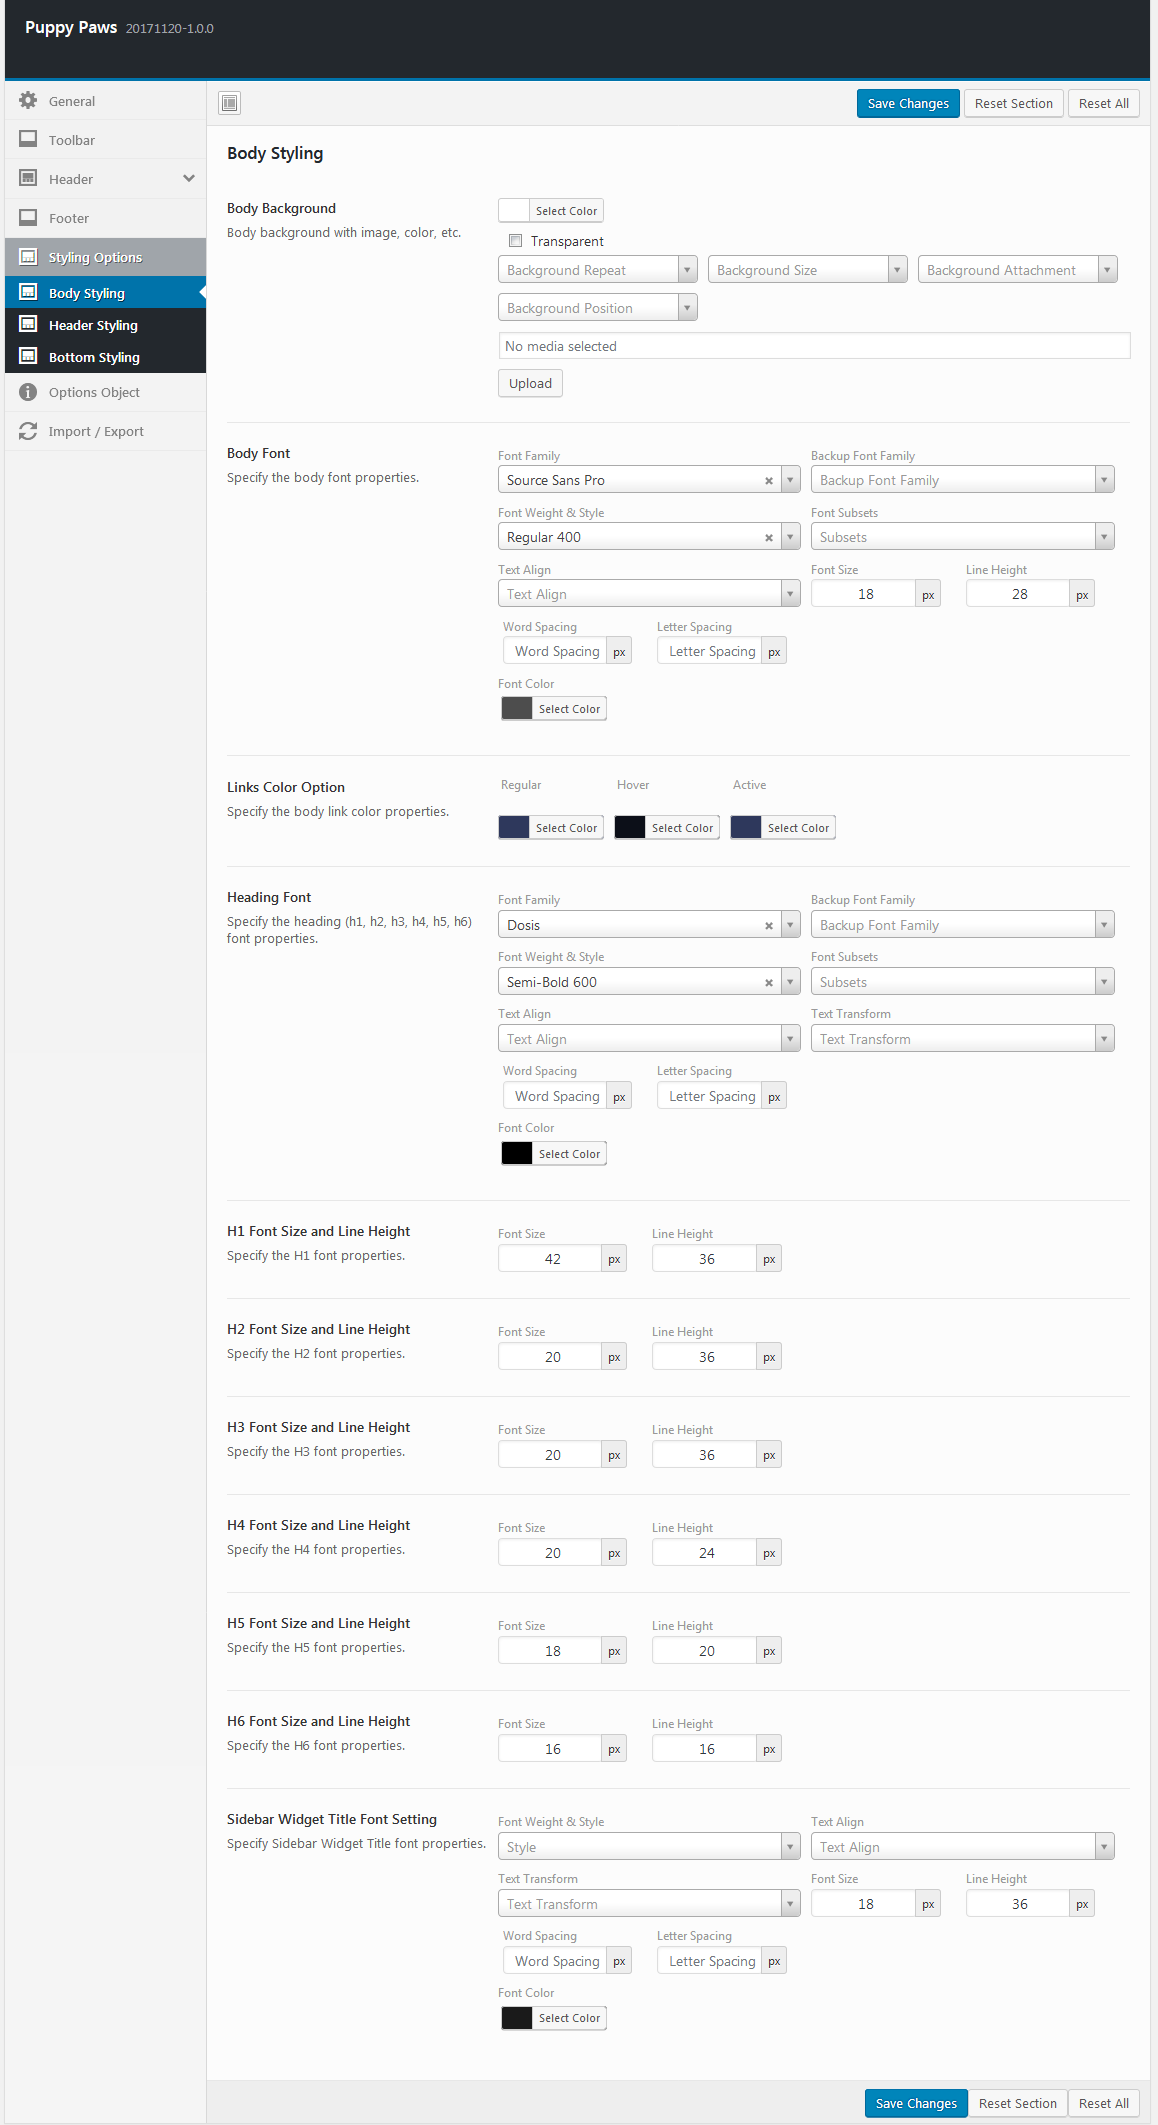 Puppy Paws 20171120-1.0.0
General
Toolbar
Header
Footer
Styling Options
Body Styling
Header Styling
Bottom Styling
Options Object
Import / Export
Save Changes Reset Section Reset All
Body Styling
Body Background
Body background with image, color, etc.
Select Color
Transparent
Background Repeat Background Size Background Attachment
Background Position
No media selected
Upload
Body Font
Specify the body font properties.
Font Family Backup Font Family
Source Sans Pro Backup Font Family
Font Weight & Style Font Subsets
Regular 400 Subsets
Text Align Font Size Line Height
Text Align 18 px 28 px
Word Spacing Letter Spacing
Word Spacing px Letter Spacing px
Font Color
Select Color
Links Color Option
Specify the body link color properties.
Regular Hover Active
Select Color Select Color Select Color
Heading Font
Specify the heading (h1, h2, h3, h4, h5, h6)
font properties.
Font Family Backup Font Family
Dosis Backup Font Family
Font Weight & Style Font Subsets
Semi-Bold 600 Subsets
Text Align Text Transform
Text Align Text Transform
Word Spacing Letter Spacing
Word Spacing px Letter Spacing px
Font Color
Select Color
H1 Font Size and Line Height
Specify the H1 font properties.
Font Size Line Height
42 px 36 px
H2 Font Size and Line Height
Specify the H2 font properties.
Font Size Line Height
20 px 36 px
H3 Font Size and Line Height
Specify the H3 font properties.
Font Size Line Height
20 px 36 px
H4 Font Size and Line Height
Specify the H4 font properties.
Font Size Line Height
20 px 24 px
H5 Font Size and Line Height
Specify the H5 font properties.
Font Size Line Height
18 px 20 px
H6 Font Size and Line Height
Specify the H6 font properties.
Font Size Line Height
16 px 16 px
Sidebar Widget Title Font Setting
Specify Sidebar Widget Title font properties.
Font Weight & Style Text Align
Style Text Align
Text Transform Font Size Line Height
Text Transform 18 px 36 px
Word Spacing Letter Spacing
Word Spacing px Letter Spacing px
Font Color
Select Color
Save Changes Reset Section Reset All